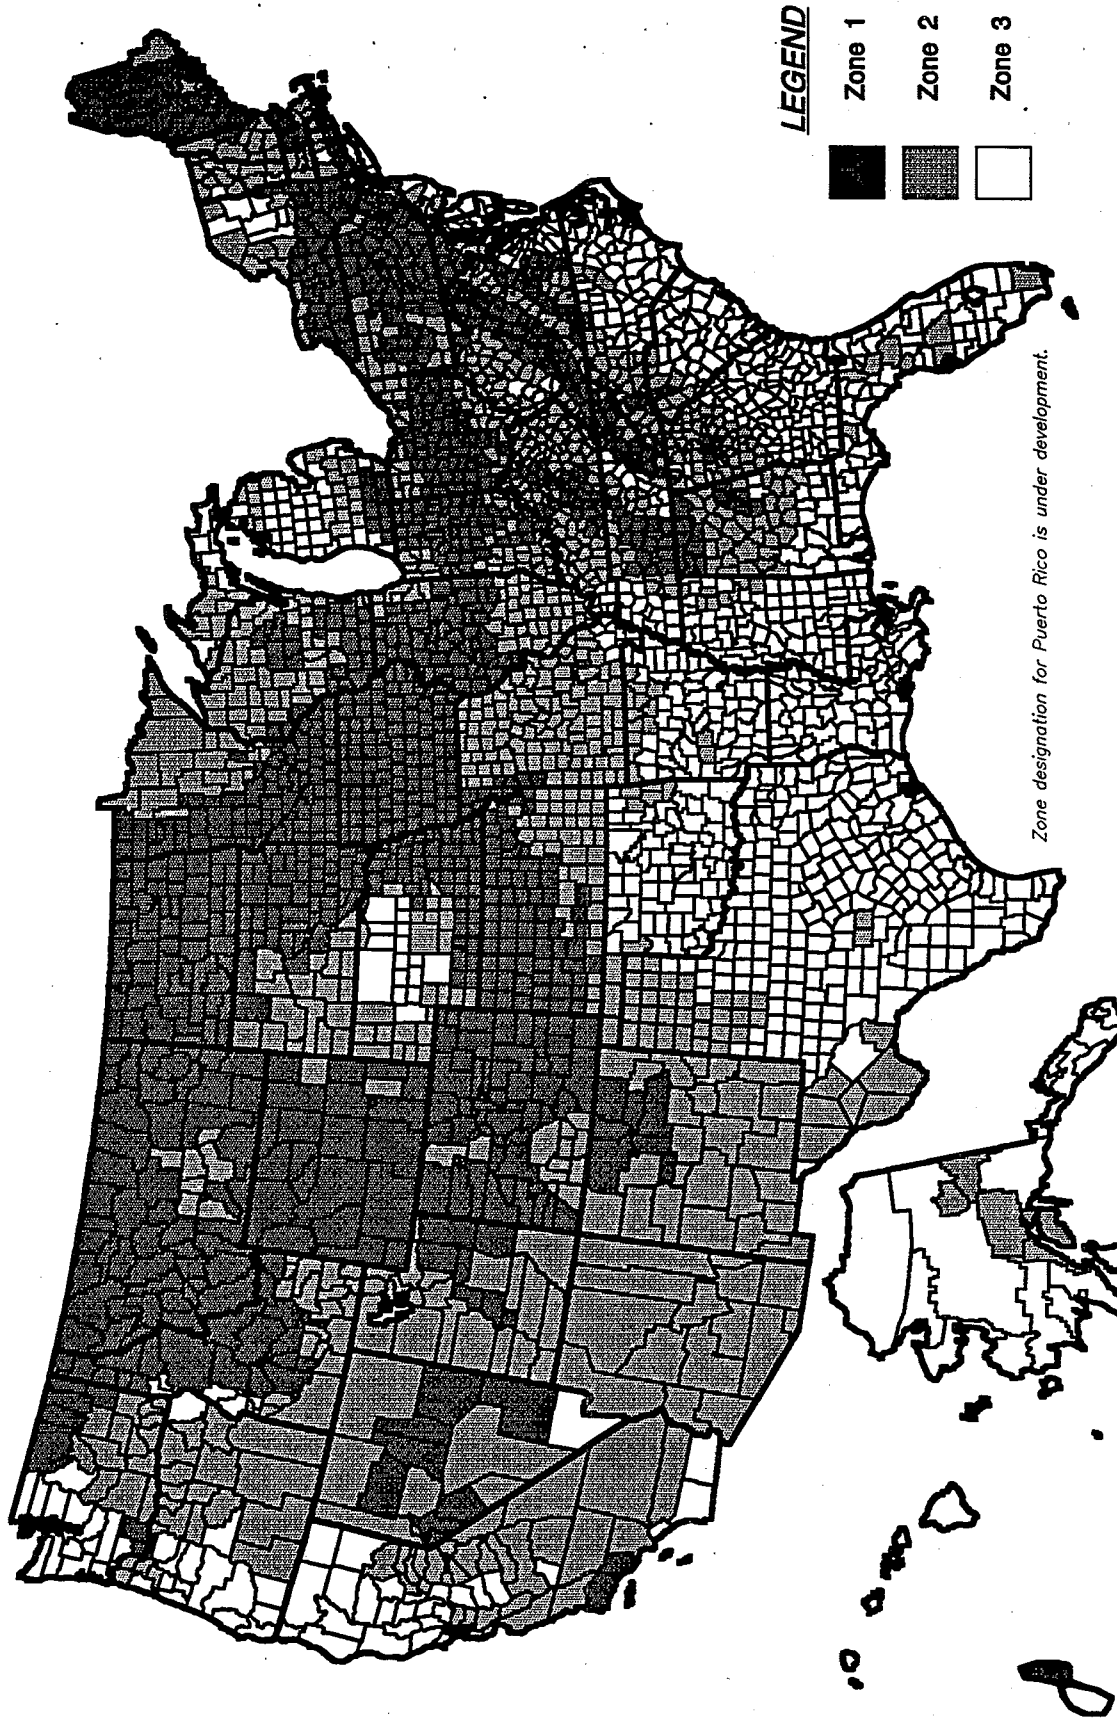 LEGEND
Zone 1
Zone 2
Zone 3
Zone designation for Puerto Rico is under development.